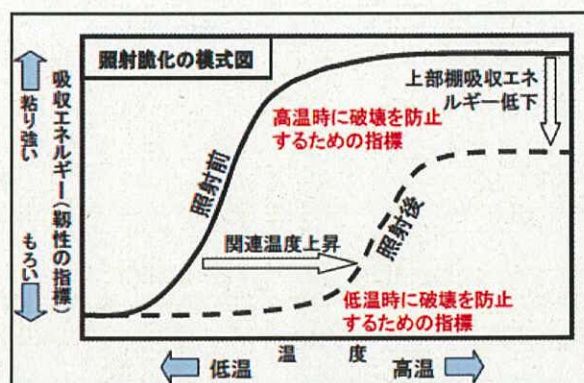 照射脆化の模式図
吸収エネルギー(靭性の指標)
粘り強い
もろい
上部棚吸収エネ
ルギー低下
高温時に破壊を防止
するための指標
照射前
照射後
関連温度上昇
低温時に破壊を防止
するための指標
低温
温度
高温